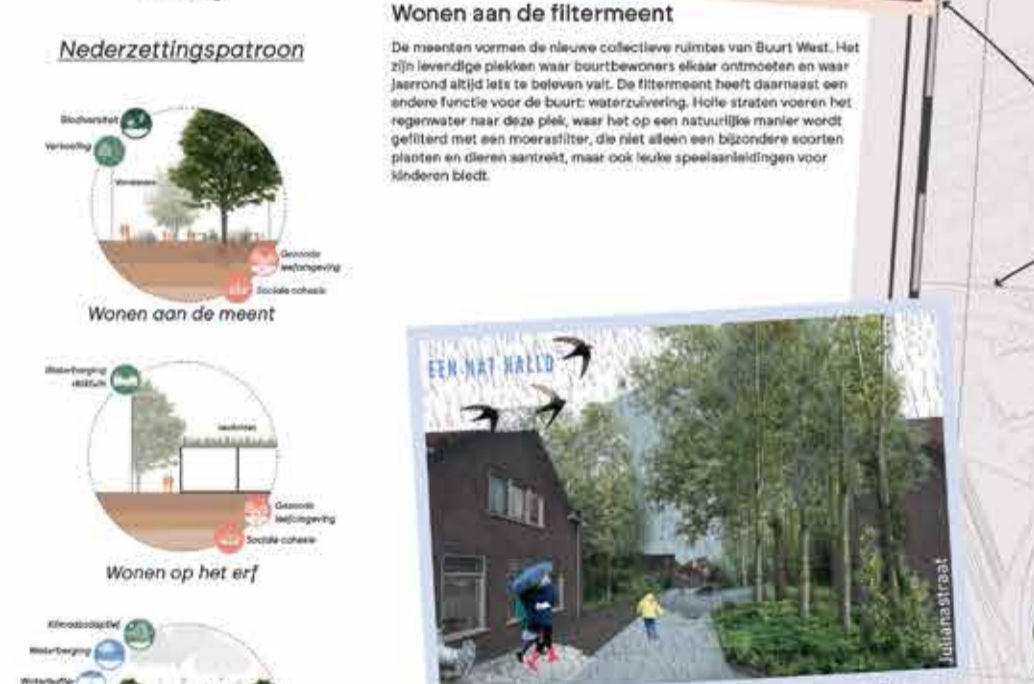 Nederzettingspatroon
Biodiversiteit
Verkoeling
Gezonde
leefomgeving
Sociale cohesie
Wonen aan de meent
Waterberging
Gezonde
leefomgeving
Sociale cohesie
Wonen op het erf
Klimaatadaptief
Waterberging
Waterbuffer
Wonen aan de filtermeent
De meenten vormen de nieuwe collectieve ruimtes van Buurt West. Het
zijn levendige plekken waar buurtbewoners elkaar ontmoeten en waar
jaarrond altijd iets te beleven valt. De filtermeent heeft daarnaast een
andere functie voor de buurt: waterzuivering. Holle straten voeren het
regenwater naar deze plek, waar het op een natuurlijke manier wordt
gefilterd met een moerasfilter, die niet alleen een bijzondere soorten
planten en dieren aantrekt, maar ook leuke speelaanleidingen voor
kinderen biedt.
EEN NAT HALLO
Julianastraat